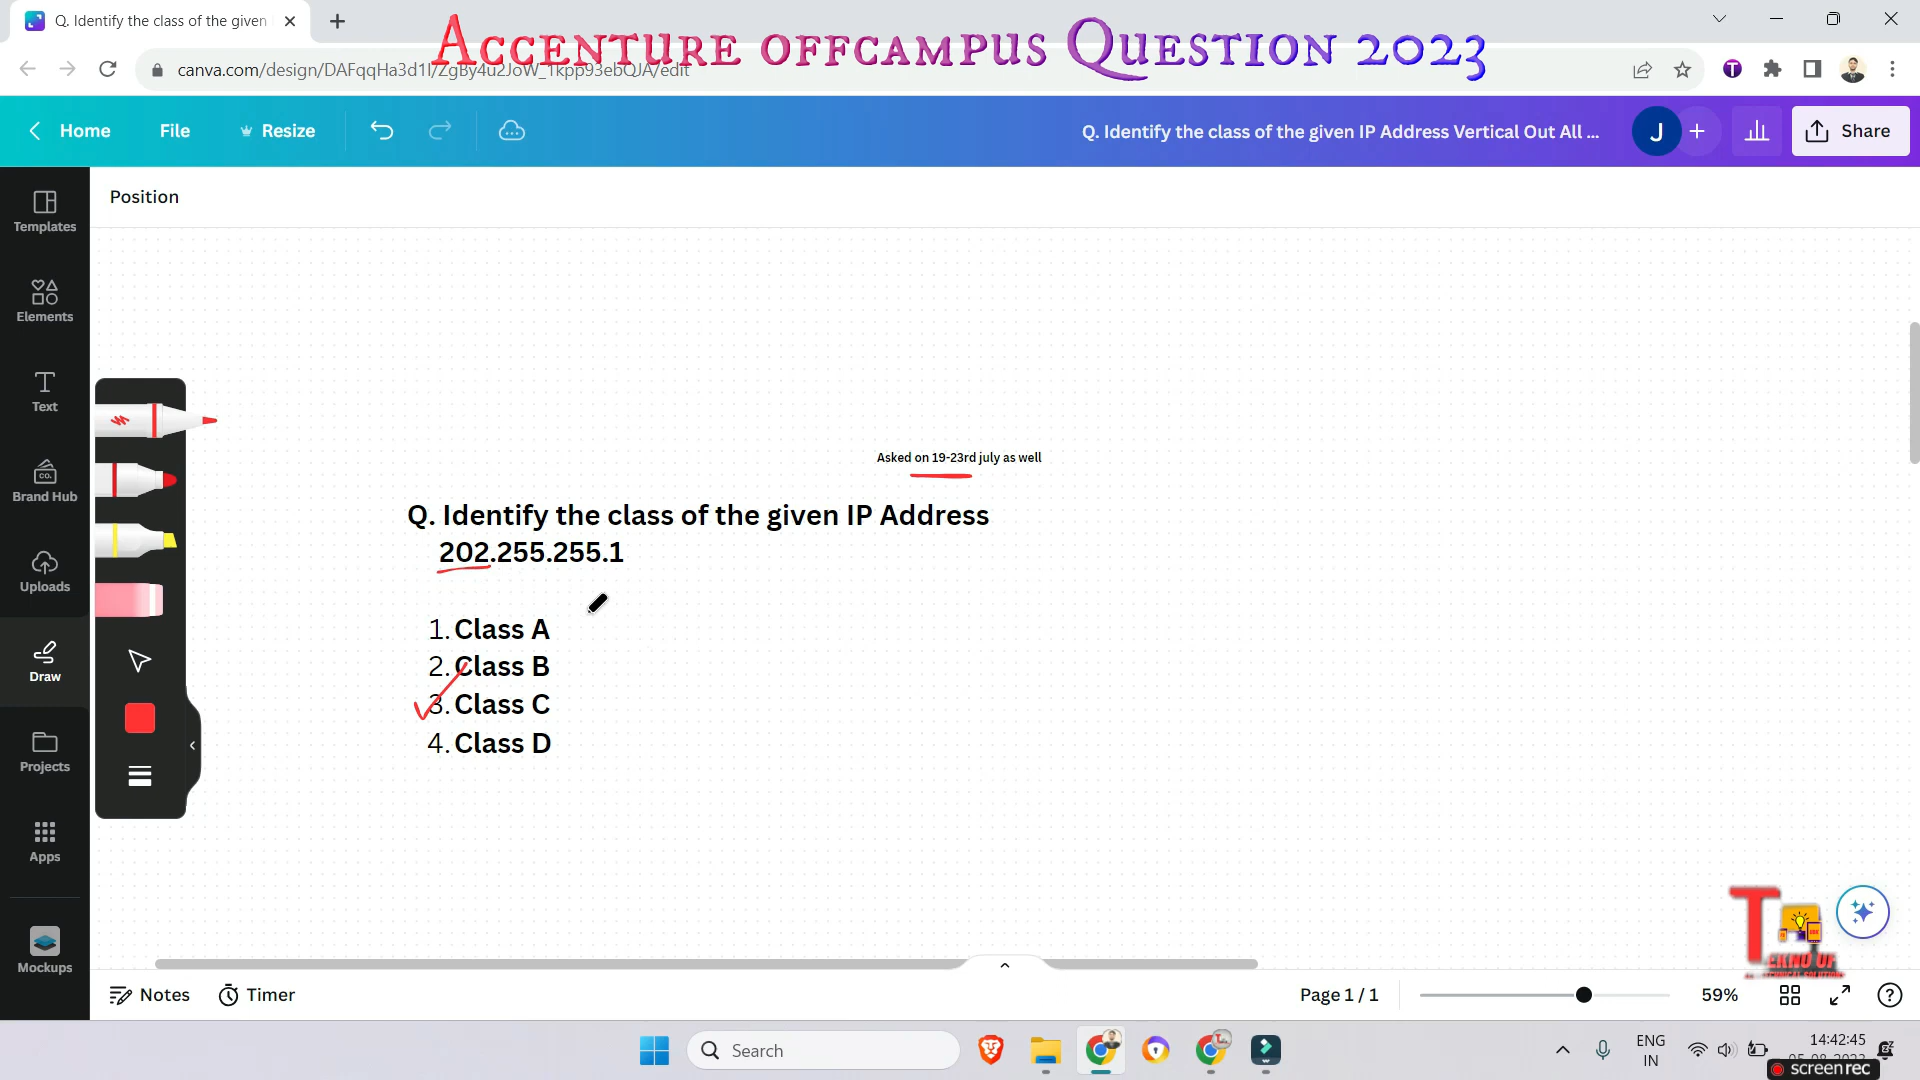 Q. Identify the class of the given
Accenture offcampus Question 2023
canva.com/design/DAFqqHa3d1I/ZgBy4u2JoW_1kpp93ebQJA/edit
Home
File
Resize
Q. Identify the class of the given IP Address Vertical Out All ...
J
Share
Position
Templates
Elements
Text
Brand Hub
Uploads
Draw
Projects
Apps
Mockups
Asked on 19-23rd july as well
Q. Identify the class of the given IP Address
202.255.255.1
1. Class A
2. Class B
3. Class C
4. Class D
Notes
Timer
Page 1 / 1
59%
Search
ENG
IN
14:42:45
05-08-2023
screenrec